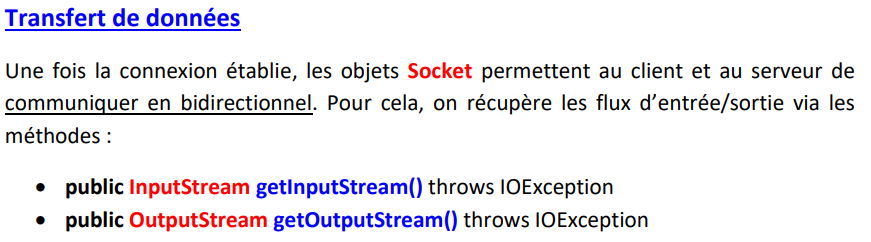 Transfert de données
Une fois la connexion établie, les objets Socket permettent au client et au serveur de
communiquer en bidirectionnel. Pour cela, on récupère les flux d’entrée/sortie via les
méthodes :
• public InputStream getInputStream() throws IOException
• public OutputStream getOutputStream() throws IOException